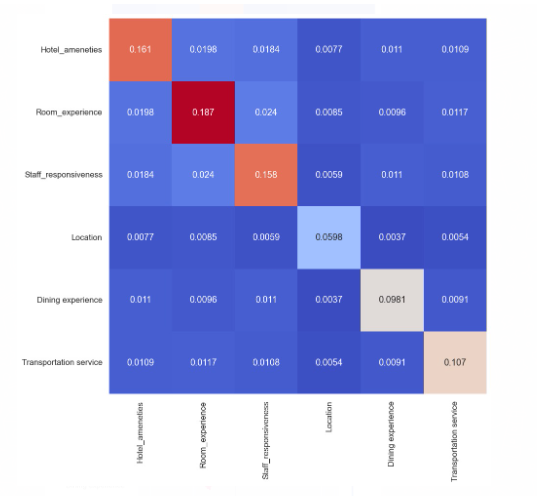 Hotel_ameneties 0.161 0.0198 0.0184 0.0077 0.011 0.0109
Room_experience 0.0198 0.187 0.024 0.0085 0.0096 0.0117
Staff_responsiveness 0.0184 0.024 0.158 0.0059 0.011 0.0108
Location 0.0077 0.0085 0.0059 0.0598 0.0037 0.0054
Dining experience 0.011 0.0096 0.011 0.0037 0.0981 0.0091
Transportation service 0.0109 0.0117 0.0108 0.0054 0.0091 0.107
Hotel_ameneties
Room_experience
Staff_responsiveness
Location
Dining experience
Transportation service